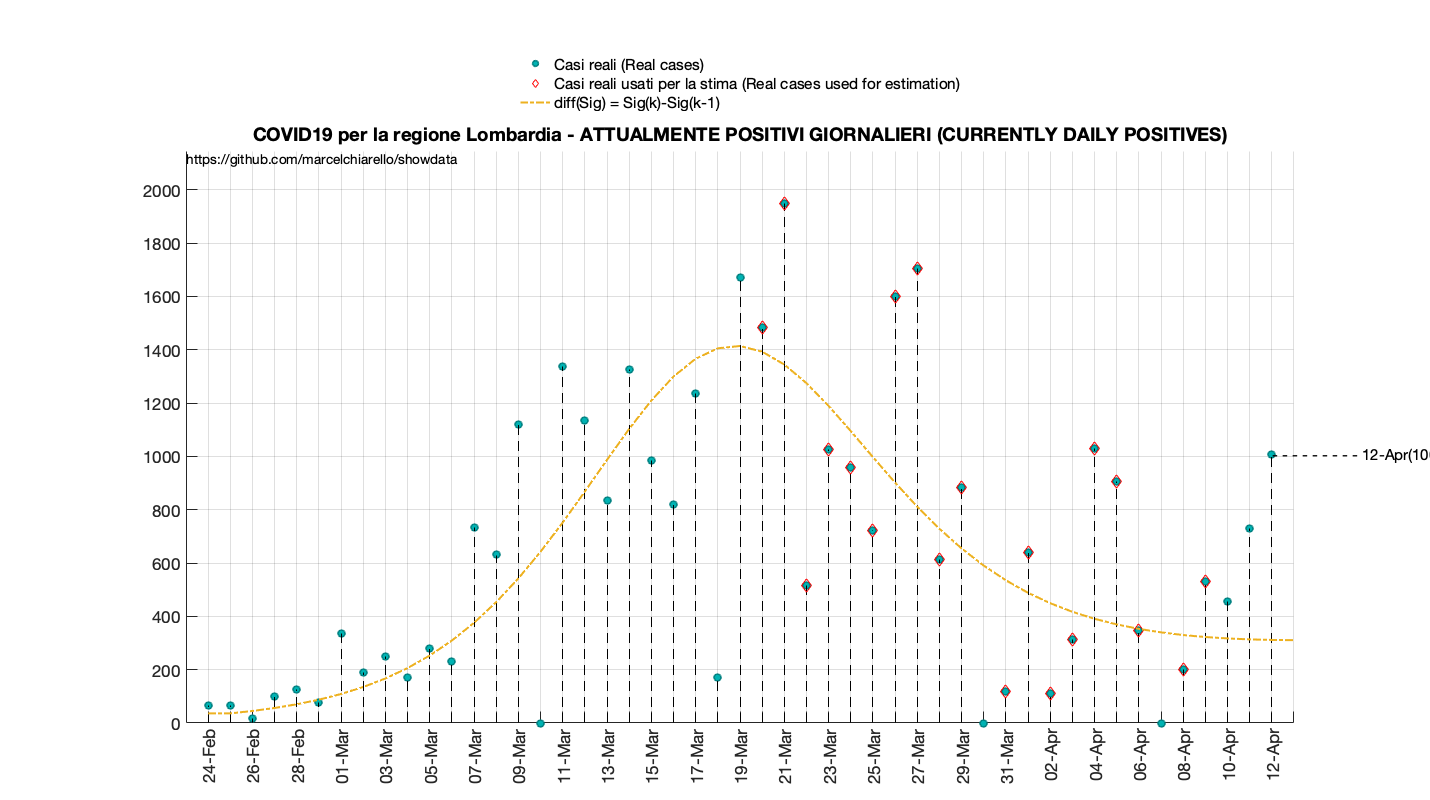 Casi reali (Real cases)
Casi reali usati per la stima (Real cases used for estimation)
diff(Sig) = Sig(k)-Sig(k-1)
COVID19 per la regione Lombardia - ATTUALMENTE POSITIVI GIORNALIERI (CURRENTLY DAILY POSITIVES)
https://github.com/marcelchiarello/showdata
2000
1800
1600
1400
1200
1000
800
600
400
200
0
12-Apr(10
24-Feb
26-Feb
28-Feb
01-Mar
03-Mar
05-Mar
07-Mar
09-Mar
11-Mar
13-Mar
15-Mar
17-Mar
19-Mar
21-Mar
23-Mar
25-Mar
27-Mar
29-Mar
31-Mar
02-Apr
04-Apr
06-Apr
08-Apr
10-Apr
12-Apr